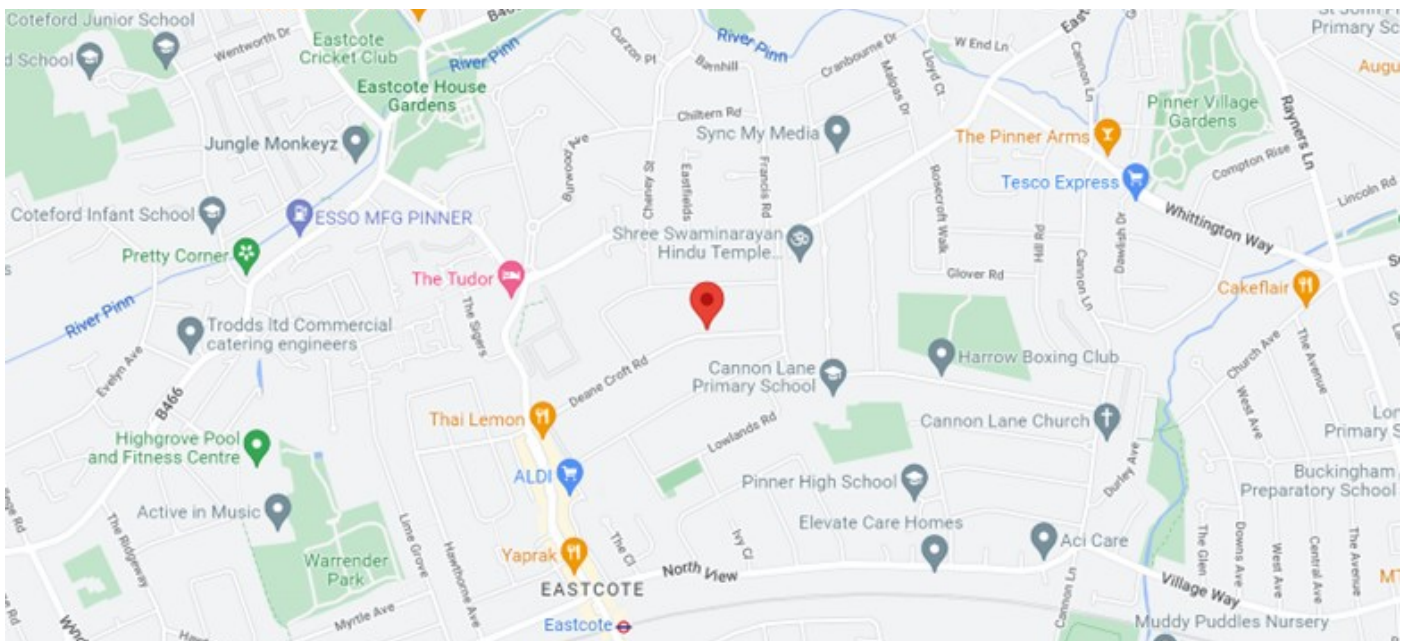 Coteford Junior School
B466
d School
Wentworth Dr
Eastcote
Cricket Club
River Pinn
Eastcote House
Gardens
Curzon Pl
Barnhill
River Pinn
Cranbourne Dr
Malpas Dr
Lloyd Ct
W End Ln
Cannon Ln
East
Primary Sc
Augu
Rayners Ln
Pinner Village
Gardens
Chiltern Rd
Sync My Media
The Pinner Arms
Jungle Monkeyz
Burwood Ave
Cheney St
Eastfields
Francis Rd
Rosecroft Walk
Tesco Express
Compton Rise
Lincoln Rd
Coteford Infant School
ESSO MFG PINNER
Shree Swaminarayan
Hindu Temple...
Hill Rd
Dawlish Dr
Whittington Way
Pretty Corner
The Tudor
Glover Rd
Cannon Ln
Cakeflair
River Pinn
The Sigers
Trodds ltd Commercial
catering engineers
Evelyn Ave
B466
Deane Croft Rd
Cannon Lane
Primary School
Harrow Boxing Club
Church Ave
The Avenue
West Ave
Thai Lemon
Lowlands Rd
Cannon Lane Church
Lon
Primary S
Highgrove Pool
and Fitness Centre
ALDI
Pinner High School
Durley Ave
Buckingham
Preparatory School
Active in Music
Elevate Care Homes
The Ridgeway
Lime Grove
Hawthorne Ave
Warrender
Park
Yaprak
The Cl
Ivy Cl
Aci Care
The Glen
Downs Ave
West Ave
Central Ave
The Avenue
EASTCOTE
North View
Cannon Ln
Village Way
Myrtle Ave
Eastcote
Muddy Puddles Nursery